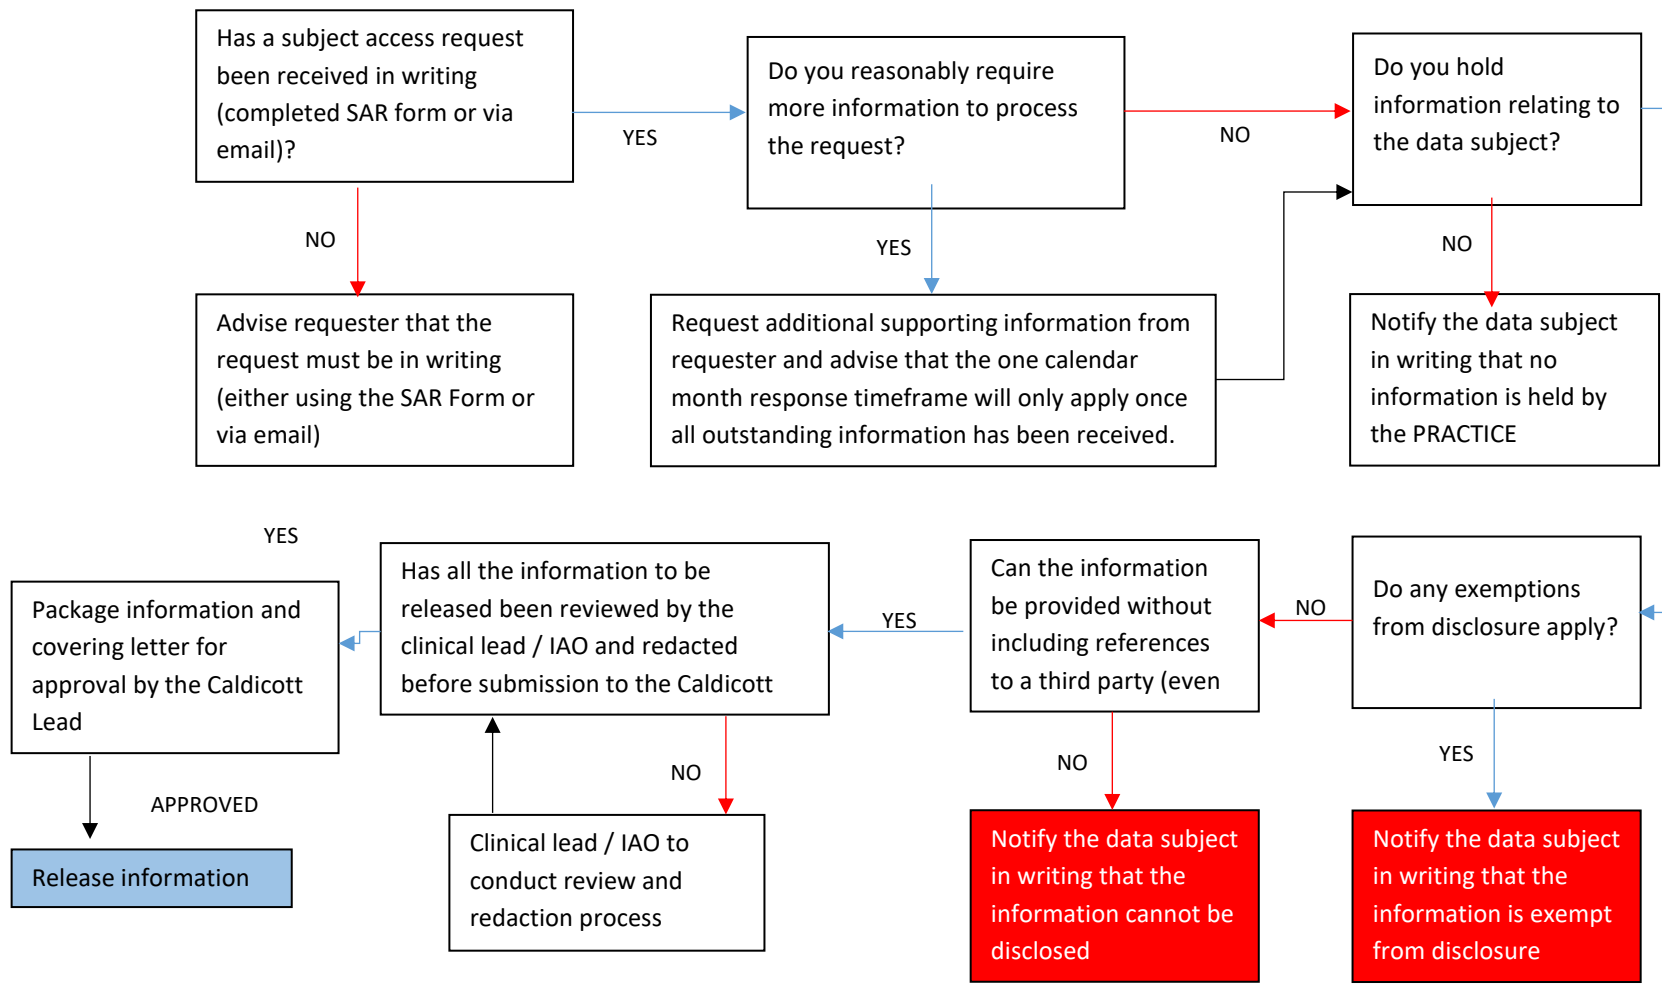 Has a subject access request
been received in writing
(completed SAR form or via
email)?
YES
Do you reasonably require
more information to process
the request?
NO
Do you hold
information relating to
the data subject?
NO
YES
NO
Advise requester that the
request must be in writing
(either using the SAR Form or
via email)
Request additional supporting information from
requester and advise that the one calendar
month response timeframe will only apply once
all outstanding information has been received.
Notify the data subject
in writing that no
information is held by
the PRACTICE
YES
Package information and
covering letter for
approval by the Caldicott
Lead
Has all the information to be
released been reviewed by the
clinical lead / IAO and redacted
before submission to the Caldicott
YES
Can the information
be provided without
including references
to a third party (even
NO
Do any exemptions
from disclosure apply?
APPROVED
NO
NO
YES
Release information
Clinical lead / IAO to
conduct review and
redaction process
Notify the data subject
in writing that the
information cannot be
disclosed
Notify the data subject
in writing that the
information is exempt
from disclosure